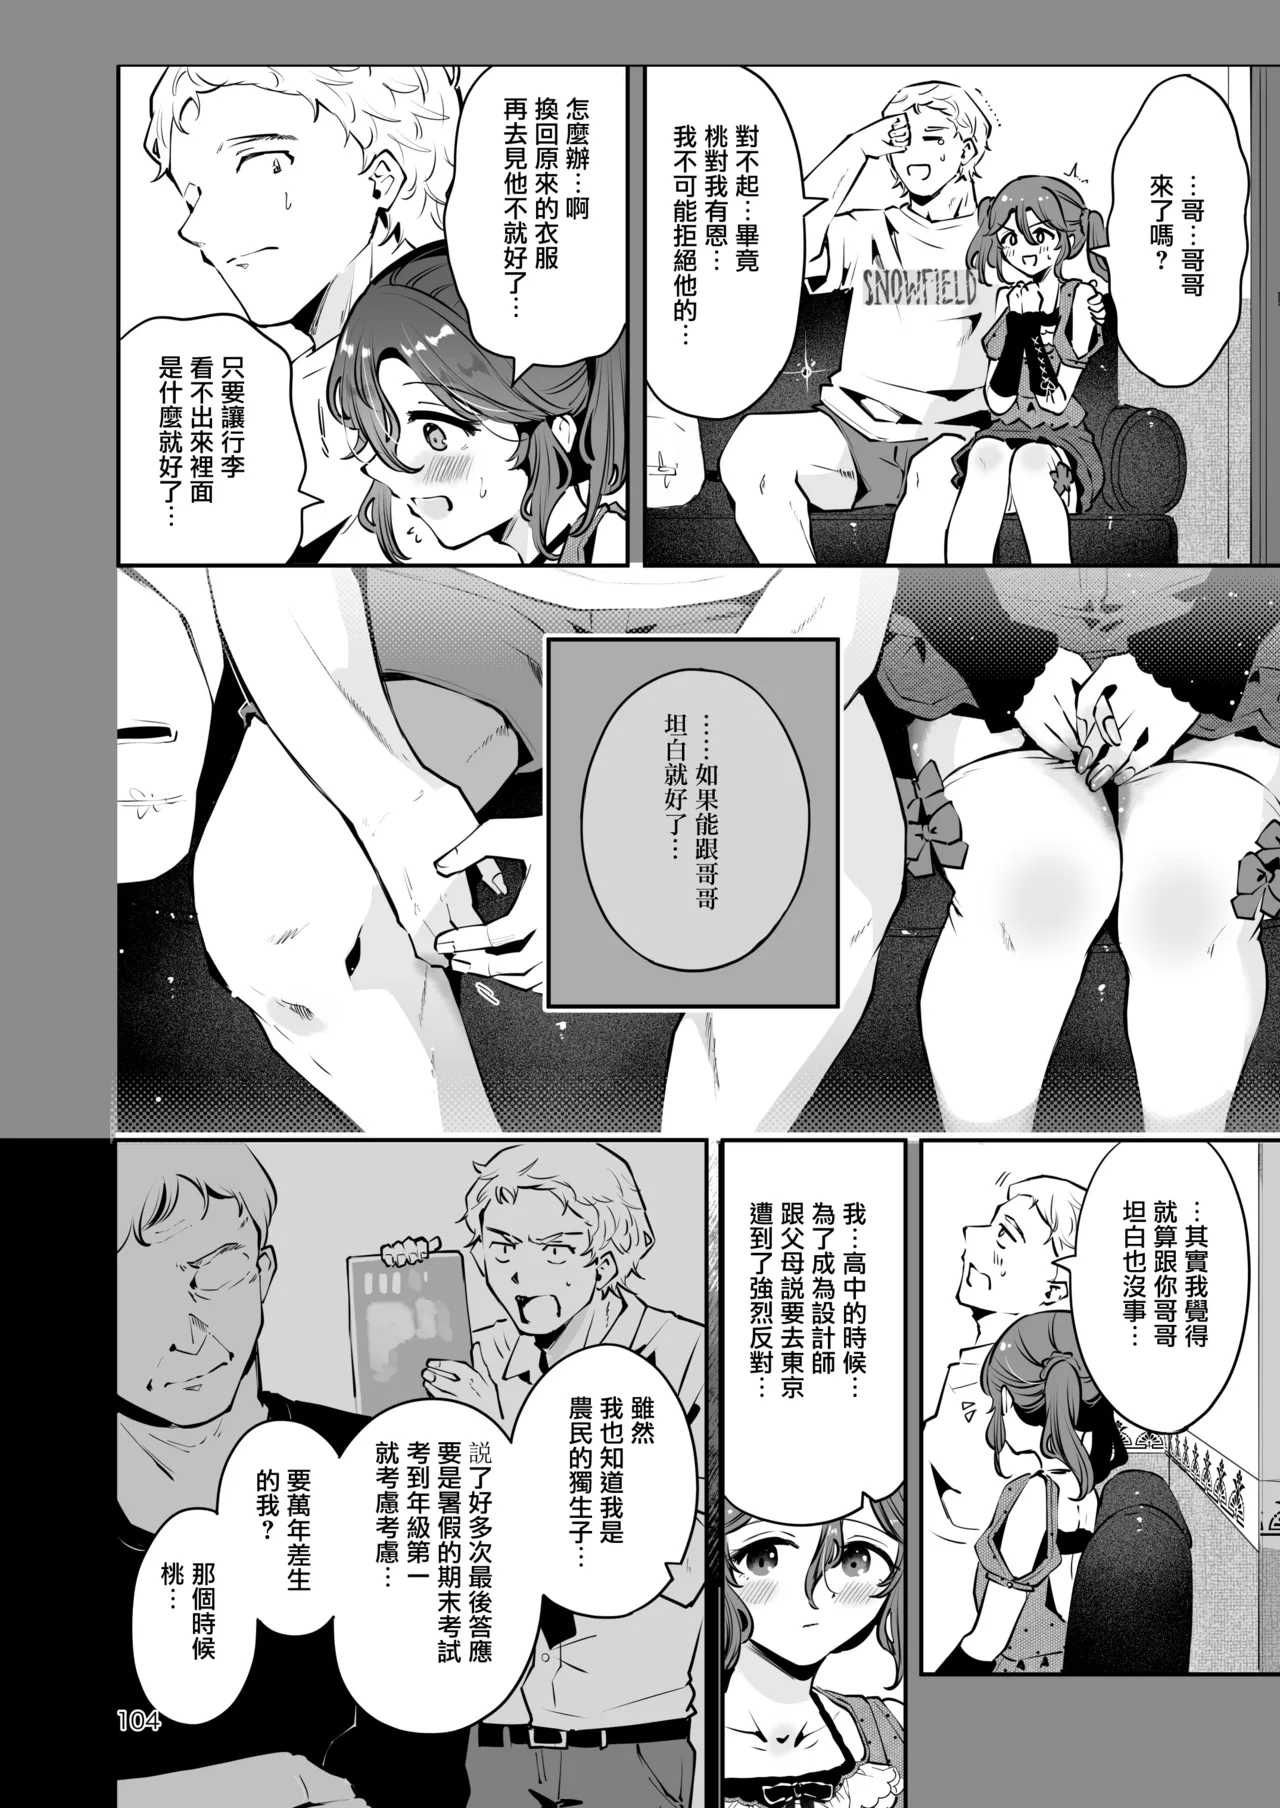 …哥…哥哥
來了嗎？
對不起…畢竟
桃對我有恩…
我不可能拒絕他的…
SNOWFIELD
怎麼辦…啊
換回原來的衣服
再去見他不就好了…
只要讓行李
看不出來裡面
是什麼就好了…
……如果能跟哥哥
坦白就好了…
…其實我覺得
就算跟你哥哥
坦白也沒事…
我…高中的時候…
為了成為設計師
跟父母說要去東京
遭到了強烈反對…
雖然
我也知道我是
農民的獨生子…
說了好多次最後答應
要是暑假的期末考試
考到年級第一
就考慮考慮…
要萬年差生
的我？
那個時候
桃…
104